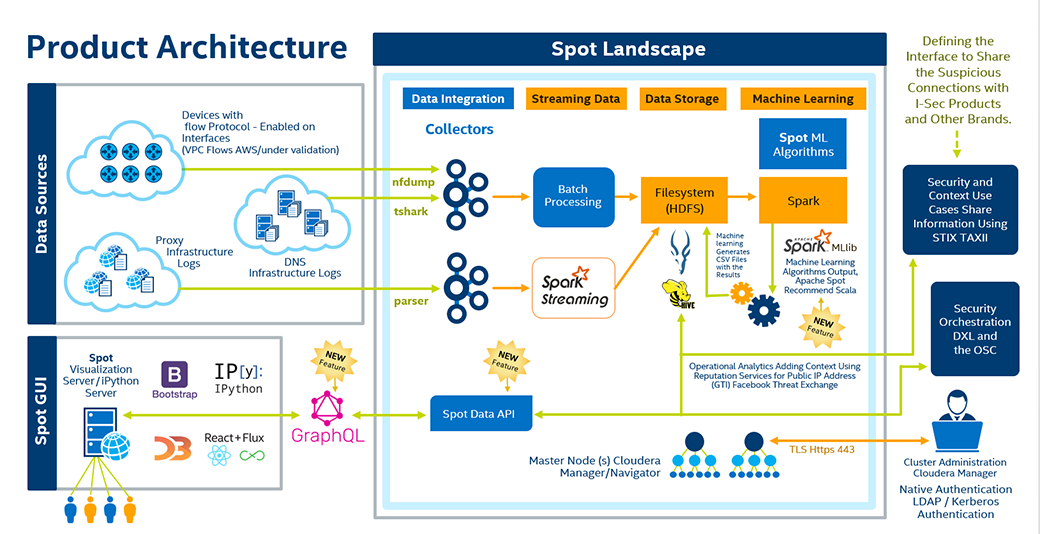 Product Architecture
Spot Landscape
Defining the
Interface to Share
the Suspicious
Connections with
I-Sec Products
and Other Brands.
Data Sources
Devices with
flow Protocol - Enabled on
Interfaces
(VPC Flows AWS/under validation)
Proxy
Infrastructure
Logs
DNS
Infrastructure Logs
Data Integration
Streaming Data
Data Storage
Machine Learning
Collectors
nfdump
tshark
parser
Batch
Processing
Spark
Streaming
Filesystem
(HDFS)
HIVE
Spot ML
Algorithms
Spark
Machine
learning
Generates
CSV Files
with the
Results
APACHE
Spark MLlib
Machine Learning
Algorithms Output,
Apache Spot
Recommend Scala
NEW
Feature
Security and
Context Use
Cases Share
Information Using
STIX TAXII
Security
Orchestration
DXL and
the OSC
Spot GUI
Spot
Visualization
Server/iPython
Server
B
Bootstrap
IP[y]:
IPython
D3
React+Flux
NEW
Feature
GraphQL
NEW
Feature
Spot Data API
Operational Analytics Adding Context Using
Reputation Services for Public IP Address
(GTI) Facebook Threat Exchange
Master Node (s) Cloudera
Manager/Navigator
TLS Https 443
Cluster Administration
Cloudera Manager
Native Authentication
LDAP / Kerberos
Authentication